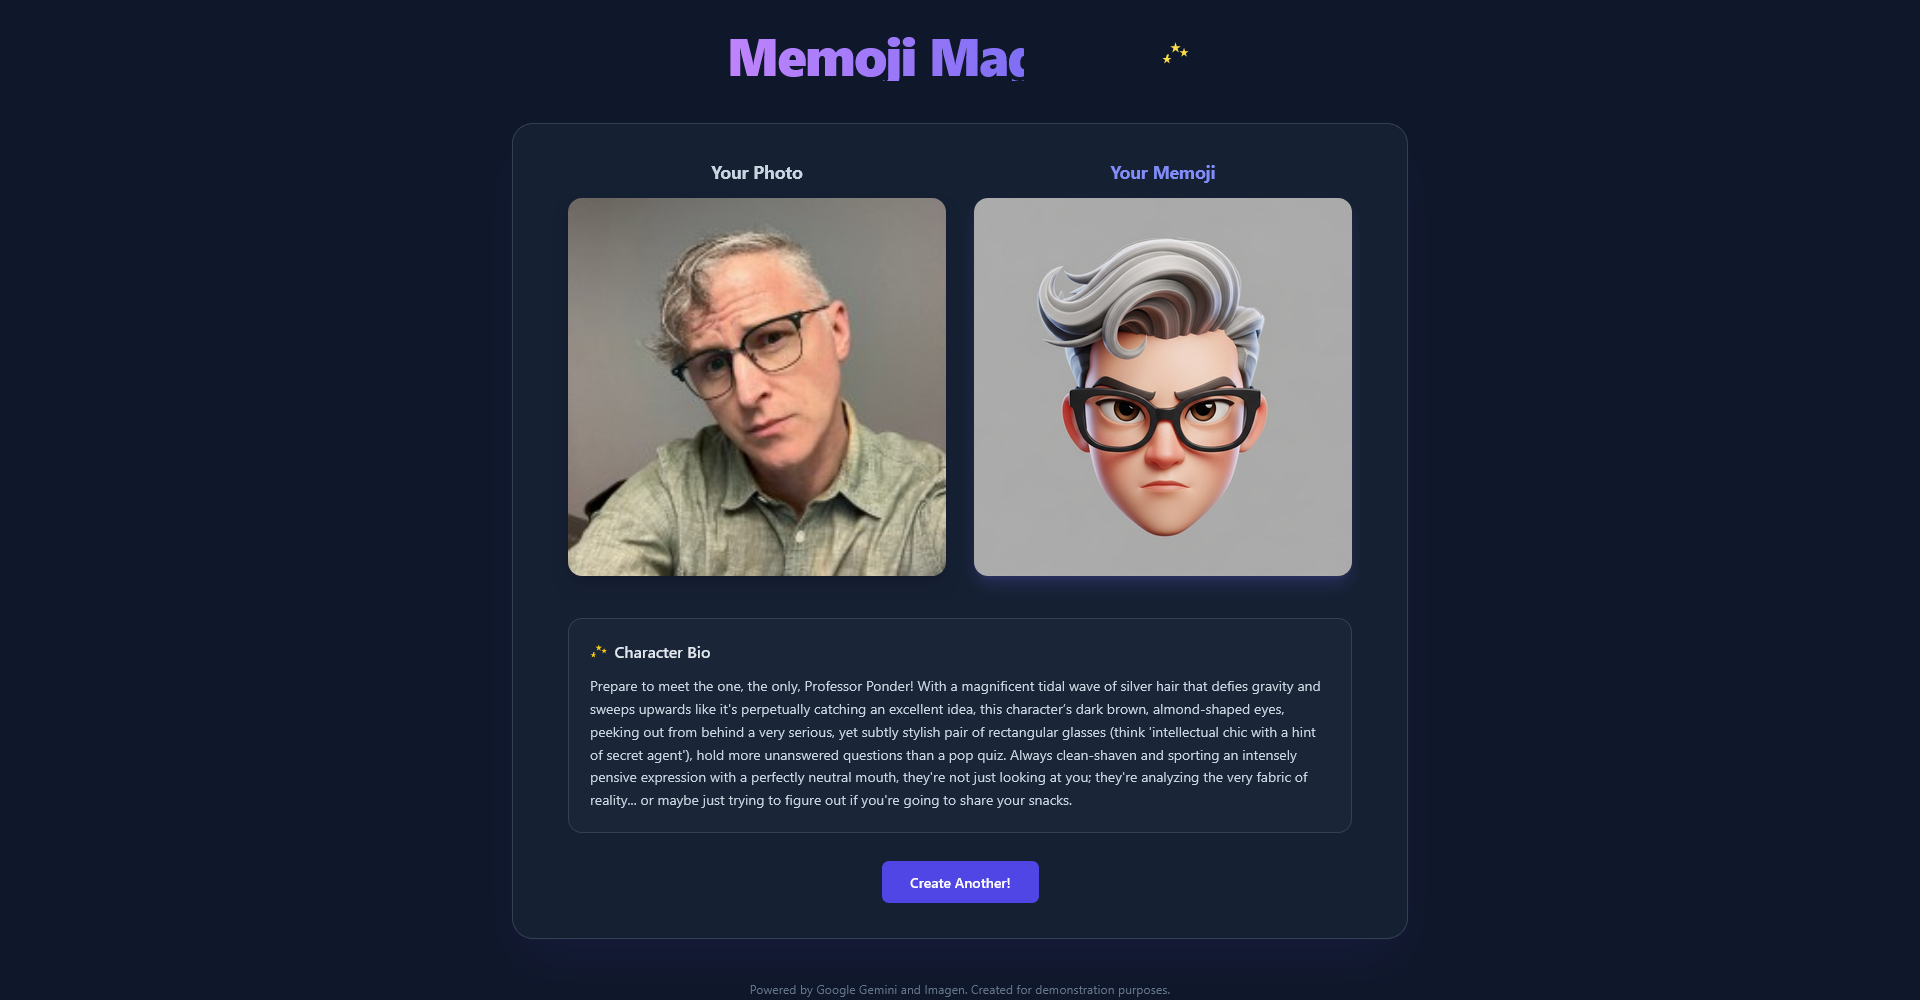 Memoji Mag
Your Photo
Your Memoji
Character Bio
Prepare to meet the one, the only, Professor Ponder! With a magnificent tidal wave of silver hair that defies gravity and
sweeps upwards like it's perpetually catching an excellent idea, this character's dark brown, almond-shaped eyes,
peeking out from behind a very serious, yet subtly stylish pair of rectangular glasses (think 'intellectual chic with a hint
of secret agent'), hold more unanswered questions than a pop quiz. Always clean-shaven and sporting an intensely
pensive expression with a perfectly neutral mouth, they're not just looking at you; they're analyzing the very fabric of
reality... or maybe just trying to figure out if you're going to share your snacks.
Create Another!
Powered by Google Gemini and Imagen. Created for demonstration purposes.